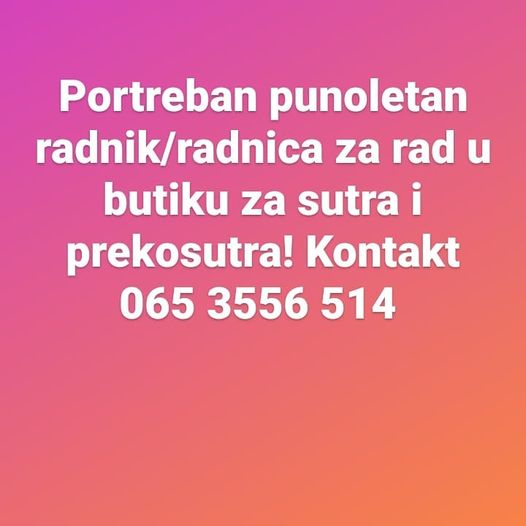 Portreban punoletan
radnik/radnica za rad u
butiku za sutra i
prekosutra! Kontakt
065 3556 514